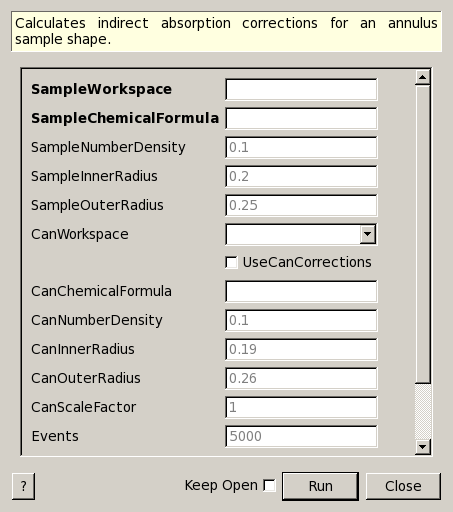 Calculates indirect absorption corrections for an annulus
sample shape.
SampleWorkspace
SampleChemicalFormula
SampleNumberDensity 0.1
SampleInnerRadius 0.2
SampleOuterRadius 0.25
CanWorkspace
UseCanCorrections
CanChemicalFormula
CanNumberDensity 0.1
CanInnerRadius 0.19
CanOuterRadius 0.26
CanScaleFactor 1
Events 5000
? Keep Open Run Close